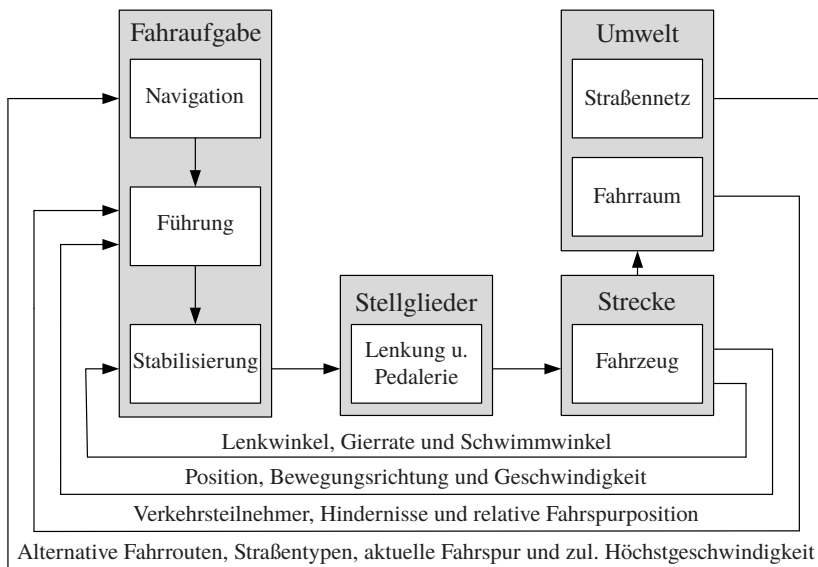 Fahraufgabe
Navigation
Führung
Stabilisierung
Stellglieder
Lenkung u.
Pedalerie
Umwelt
Straßennetz
Fahrraum
Strecke
Fahrzeug
Lenkwinkel, Gierrate und Schwimmwinkel
Position, Bewegungsrichtung und Geschwindigkeit
Verkehrsteilnehmer, Hindernisse und relative Fahrspurposition
Alternative Fahrrouten, Straßentypen, aktuelle Fahrspur und zul. Höchstgeschwindigkeit